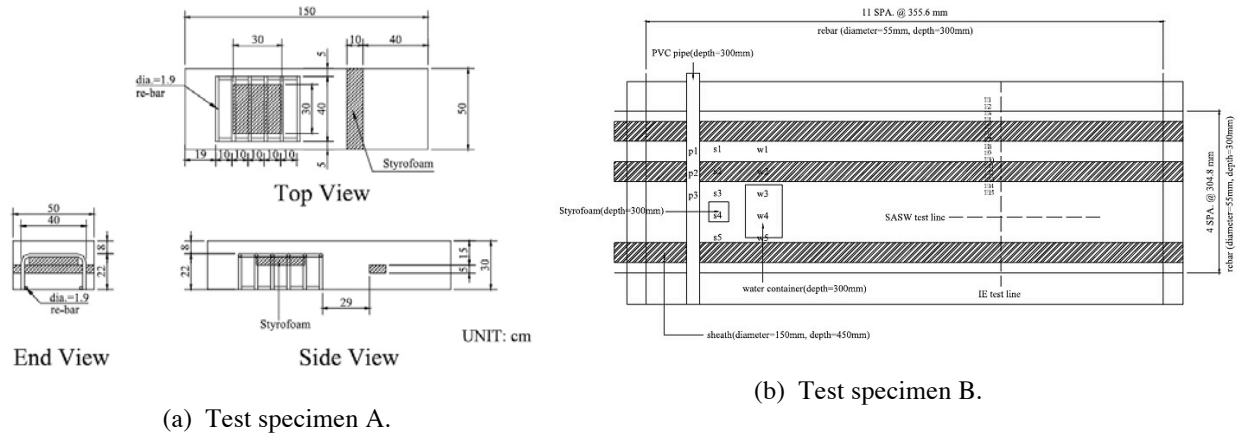 150
30
10
40
5
dia.=1.9
re-bar
30
40
50
5
19
10
10
10
10
10
Styrofoam
Top View
50
40
18
22
dia.=1.9
re-bar
End View
18
22
15
5
30
29
Styrofoam
Side View
UNIT: cm
(a) Test specimen A.
11 SPA. @ 355.6 mm
rebar (diameter=55mm, depth=300mm)
PVC pipe(depth=300mm)
p1
s1
w1
p2
s2
p3
s3
w3
Styrofoam(depth=300mm)
s4
w4
s5
w5
SASW test line
water container(depth=300mm)
IE test line
sheath(diameter=150mm, depth=450mm)
4 SPA. @ 304.8 mm
rebar (diameter=55mm, depth=300mm)
(b) Test specimen B.